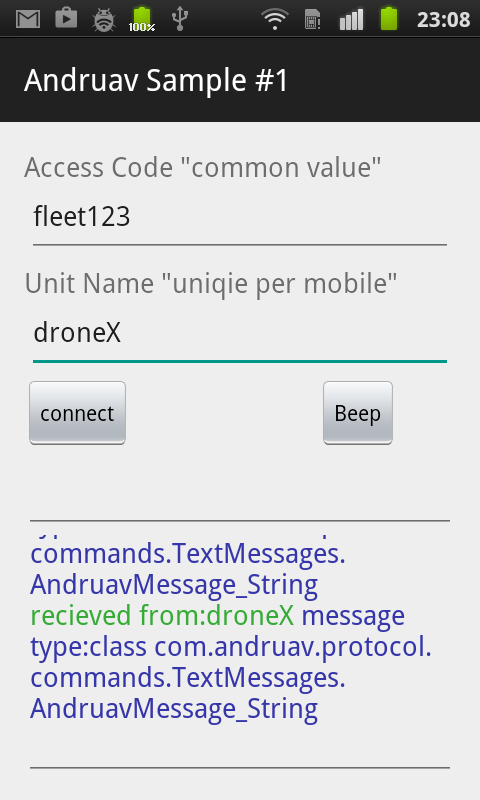 100%
23:08
Andruav Sample #1
Access Code "common value"
fleet123
Unit Name "uniqie per mobile"
droneX
connect
Beep
commands.TextMessages.
AndruavMessage_String
recieved from:droneX message
type:class com.andruav.protocol.
commands.TextMessages.
AndruavMessage_String